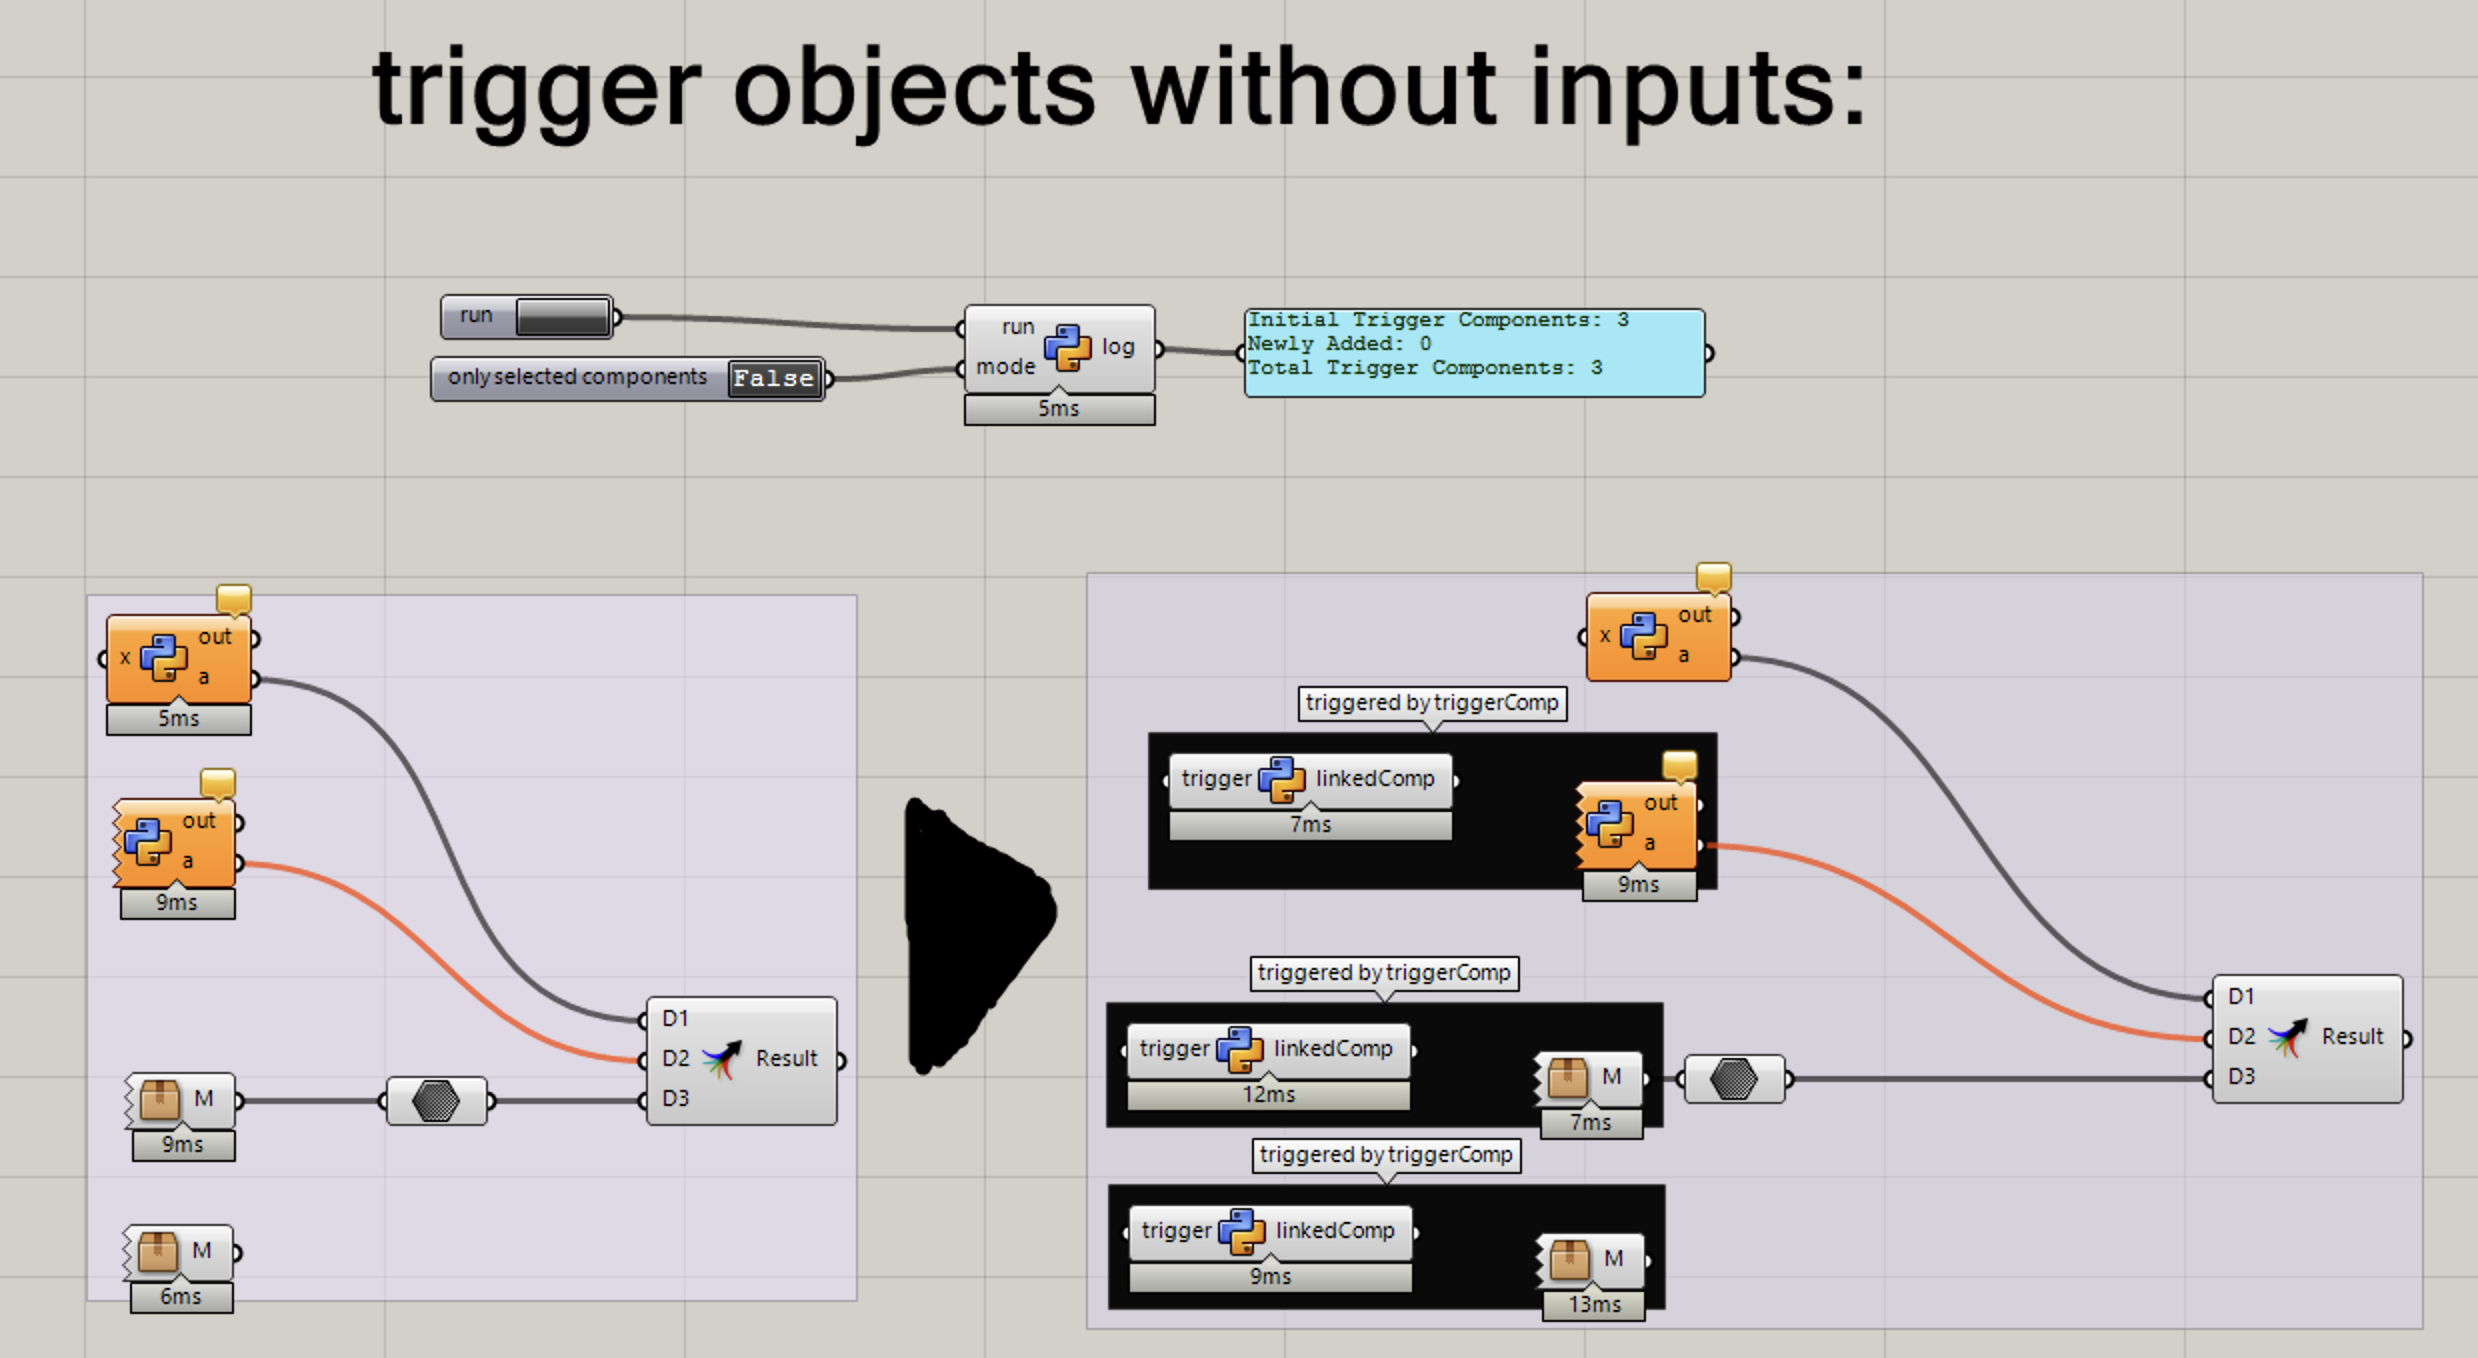 trigger objects without inputs:
run
only selected components False
run
mode
log
5ms
Initial Trigger Components: 3
Newly Added: 0
Total Trigger Components: 3
x
out
a
5ms
out
a
9ms
M
9ms
M
6ms
D1
D2
D3
Result
x
out
a
triggered by triggerComp
trigger linkedComp
7ms
out
a
9ms
triggered by triggerComp
trigger linkedComp
12ms
M
7ms
triggered by triggerComp
trigger linkedComp
9ms
M
13ms
D1
D2
D3
Result